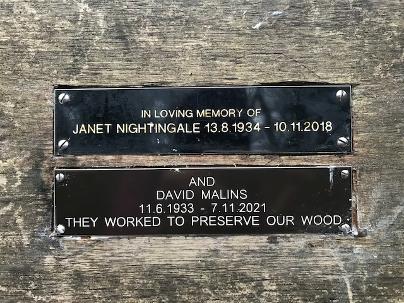 IN LOVING MEMORY OF
JANET NIGHTINGALE 13.8.1934 - 10.11.2018
AND
DAVID MALINS
11.6.1933 - 7.11.2021
THEY WORKED TO PRESERVE OUR WOOD.